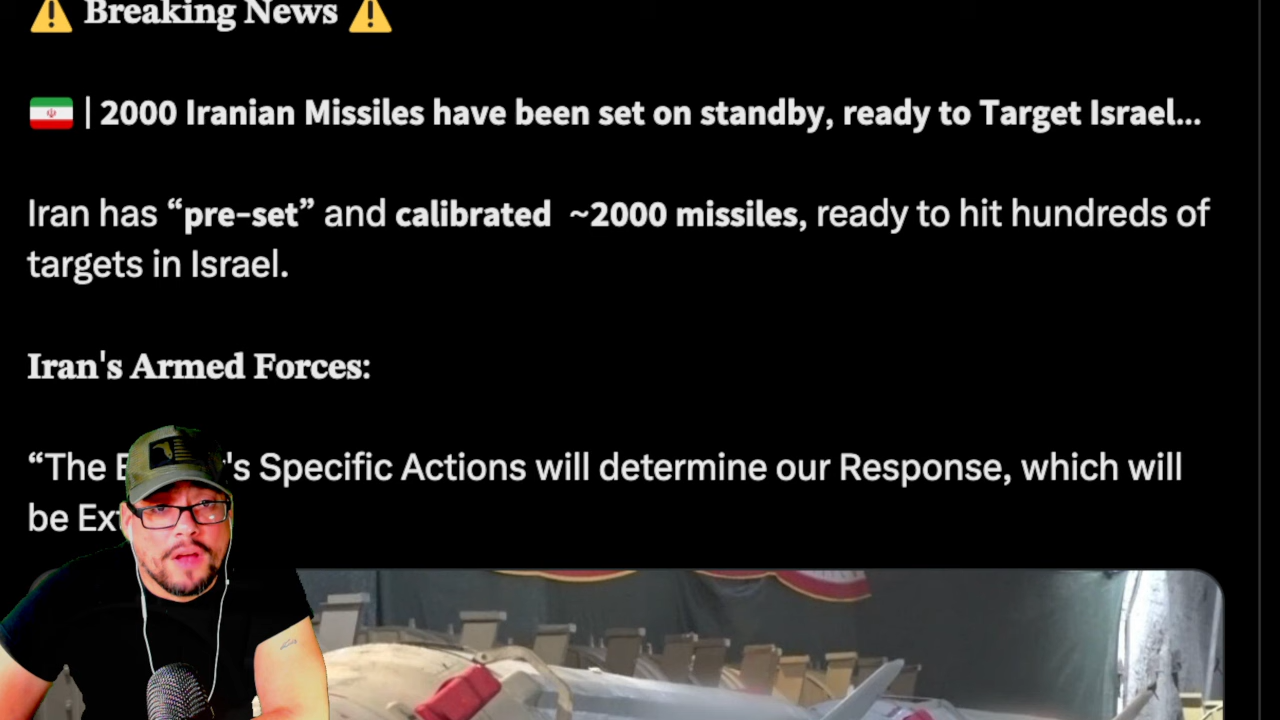 ⚠️ Breaking News ⚠️
🇮🇷 | 2000 Iranian Missiles have been set on standby, ready to Target Israel...
Iran has “pre-set” and calibrated ~2000 missiles, ready to hit hundreds of
targets in Israel.
Iran's Armed Forces:
“The 's Specific Actions will determine our Response, which will
be